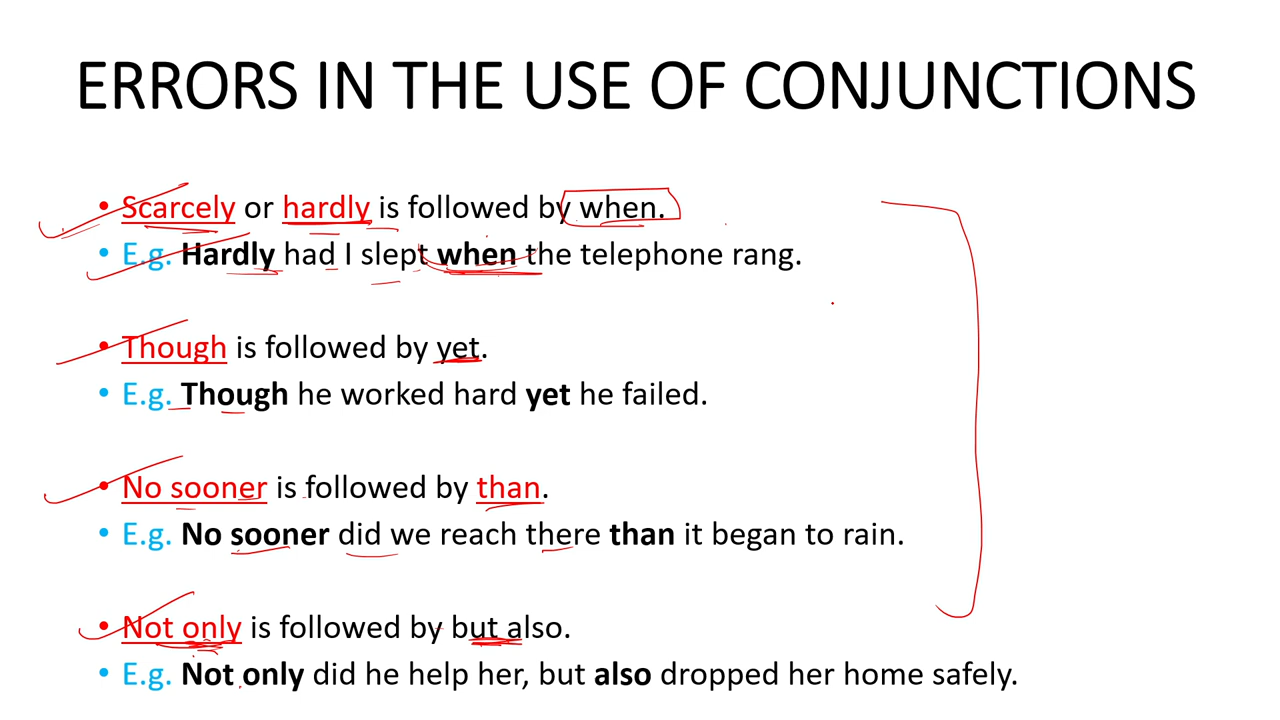 ERRORS IN THE USE OF CONJUNCTIONS
• Scarcely or hardly is followed by when.
• E.g. Hardly had I slept when the telephone rang.
• Though is followed by yet.
• E.g. Though he worked hard yet he failed.
• No sooner is followed by than.
• E.g. No sooner did we reach there than it began to rain.
• Not only is followed by but also.
• E.g. Not only did he help her, but also dropped her home safely.